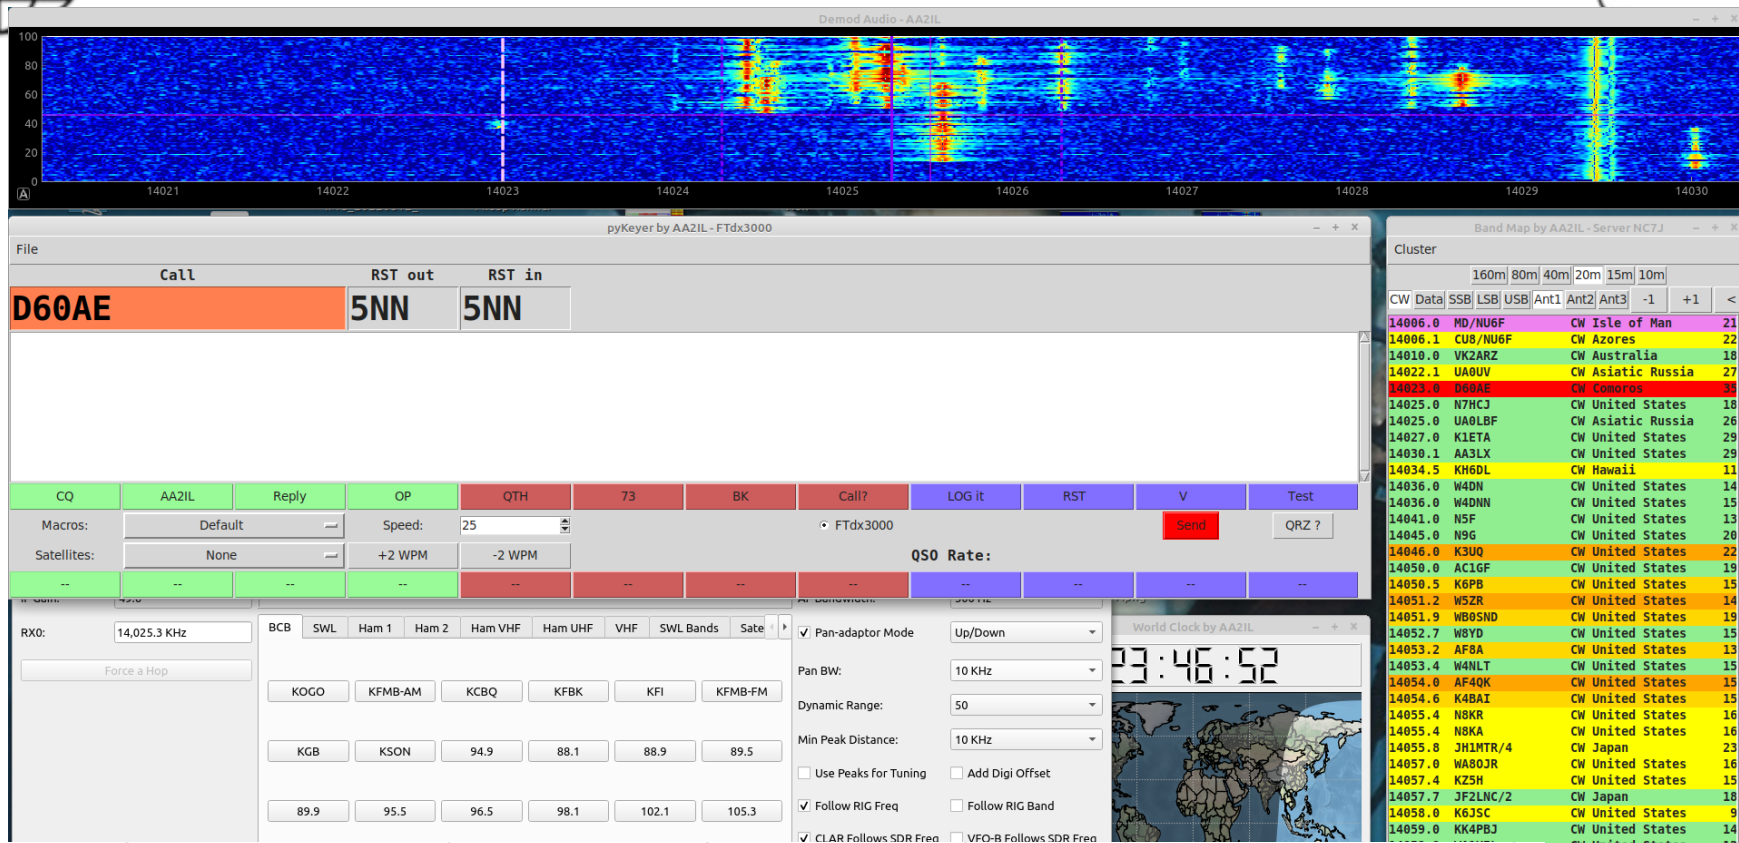 Demod Audio - AA2IL
100
80
60
40
20
0
A
14021 14022 14023 14024 14025 14026 14027 14028 14029 14030
pyKeyer by AA2IL - FTdx3000
File
Call RST out RST in
D60AE 5NN 5NN
CQ AA2IL Reply OP QTH 73 BK Call? LOG it RST V Test
Macros: Default Speed: 25 FTdx3000 Send QRZ ?
Satellites: None +2 WPM -2 WPM QSO Rate:
-- -- -- -- -- -- -- -- -- -- -- --
RX0: 14,025.3 KHz
Force a Hop
BCB SWL Ham 1 Ham 2 Ham VHF Ham UHF VHF SWL Bands Sate
KOGO KFMB-AM KCBQ KFBK KFI KFMB-FM
KGB KSON 94.9 88.1 88.9 89.5
89.9 95.5 96.5 98.1 102.1 105.3
Pan-adaptor Mode Up/Down
Pan BW: 10 KHz
Dynamic Range: 50
Min Peak Distance: 10 KHz
Use Peaks for Tuning Add Digi Offset
Follow RIG Freq Follow RIG Band
CLAR Follows SDR Freq VFO-B Follows SDR Freq
World Clock by AA2IL
23:46:52
Band Map by AA2IL - Server NC7J
Cluster
160m 80m 40m 20m 15m 10m
CW Data SSB LSB USB Ant1 Ant2 Ant3 -1 +1 <
14006.0 MD/NU6F CW Isle of Man 21
14006.1 CU8/NU6F CW Azores 22
14010.0 VK2ARZ CW Australia 18
14022.1 UA0UV CW Asiatic Russia 27
14023.0 D60AE CW Comoros 35
14025.0 N7HCJ CW United States 18
14025.0 UA0LBF CW Asiatic Russia 26
14027.0 K1ETA CW United States 29
14030.1 AA3LX CW United States 29
14034.5 KH6DL CW Hawaii 11
14036.0 W4DN CW United States 14
14036.0 W4DNN CW United States 15
14041.0 N5F CW United States 13
14045.0 N9G CW United States 20
14046.0 K3UQ CW United States 22
14050.0 AC1GF CW United States 19
14050.5 K6PB CW United States 15
14051.2 W5ZR CW United States 14
14051.9 WB0SND CW United States 19
14052.7 W8YD CW United States 15
14053.2 AF8A CW United States 13
14053.4 W4NLT CW United States 15
14054.0 AF4QK CW United States 15
14054.6 K4BAI CW United States 15
14055.4 N8KR CW United States 16
14055.4 N8KA CW United States 16
14055.8 JH1MTR/4 CW Japan 23
14057.0 WA8OJR CW United States 16
14057.4 KZ5H CW United States 15
14057.7 JF2LNC/2 CW Japan 18
14058.0 K6JSC CW United States 9
14059.0 KK4PBJ CW United States 14